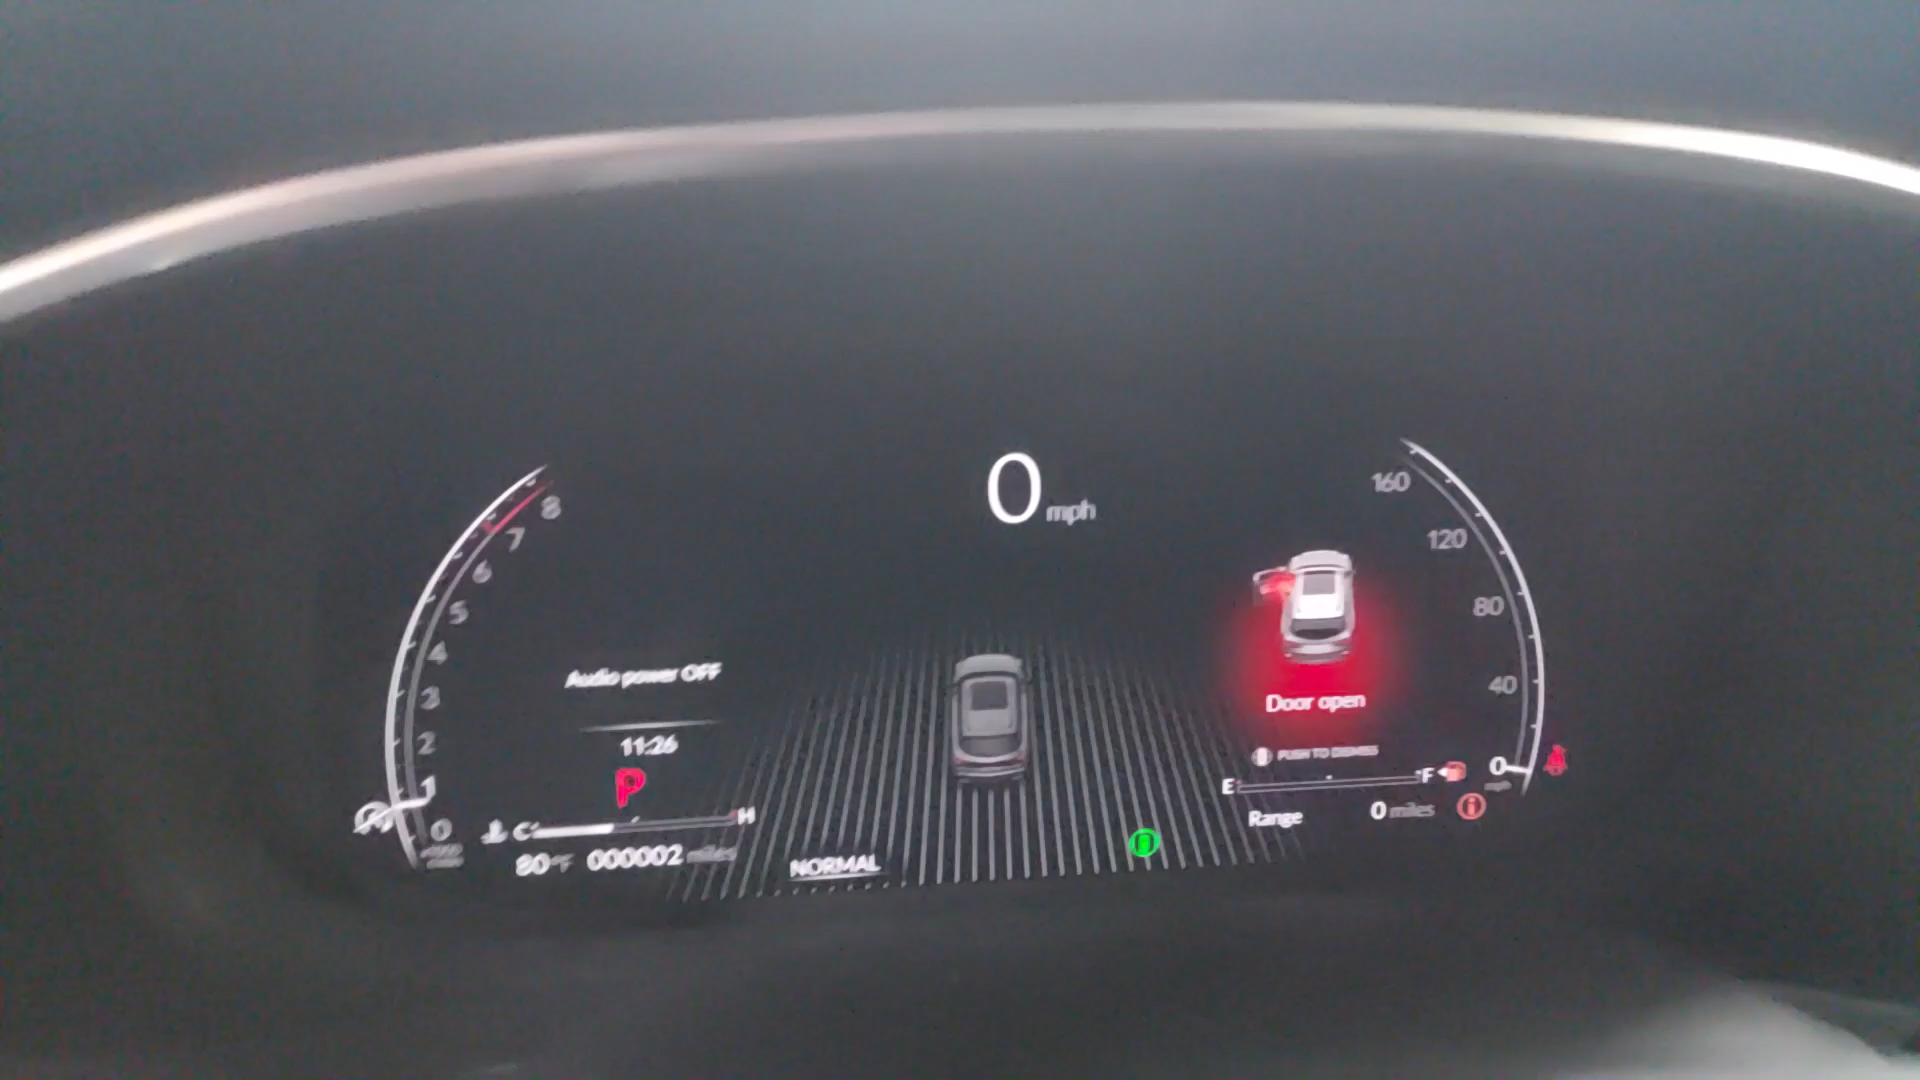 0 mph
8
7
6
5
4
3
2
1
0
Audio power OFF
11:26
P
C H
80°F 000002 miles
NORMAL
160
120
80
40
0
mph
Door open
PUSH TO DISMISS
E F
Range 0 miles